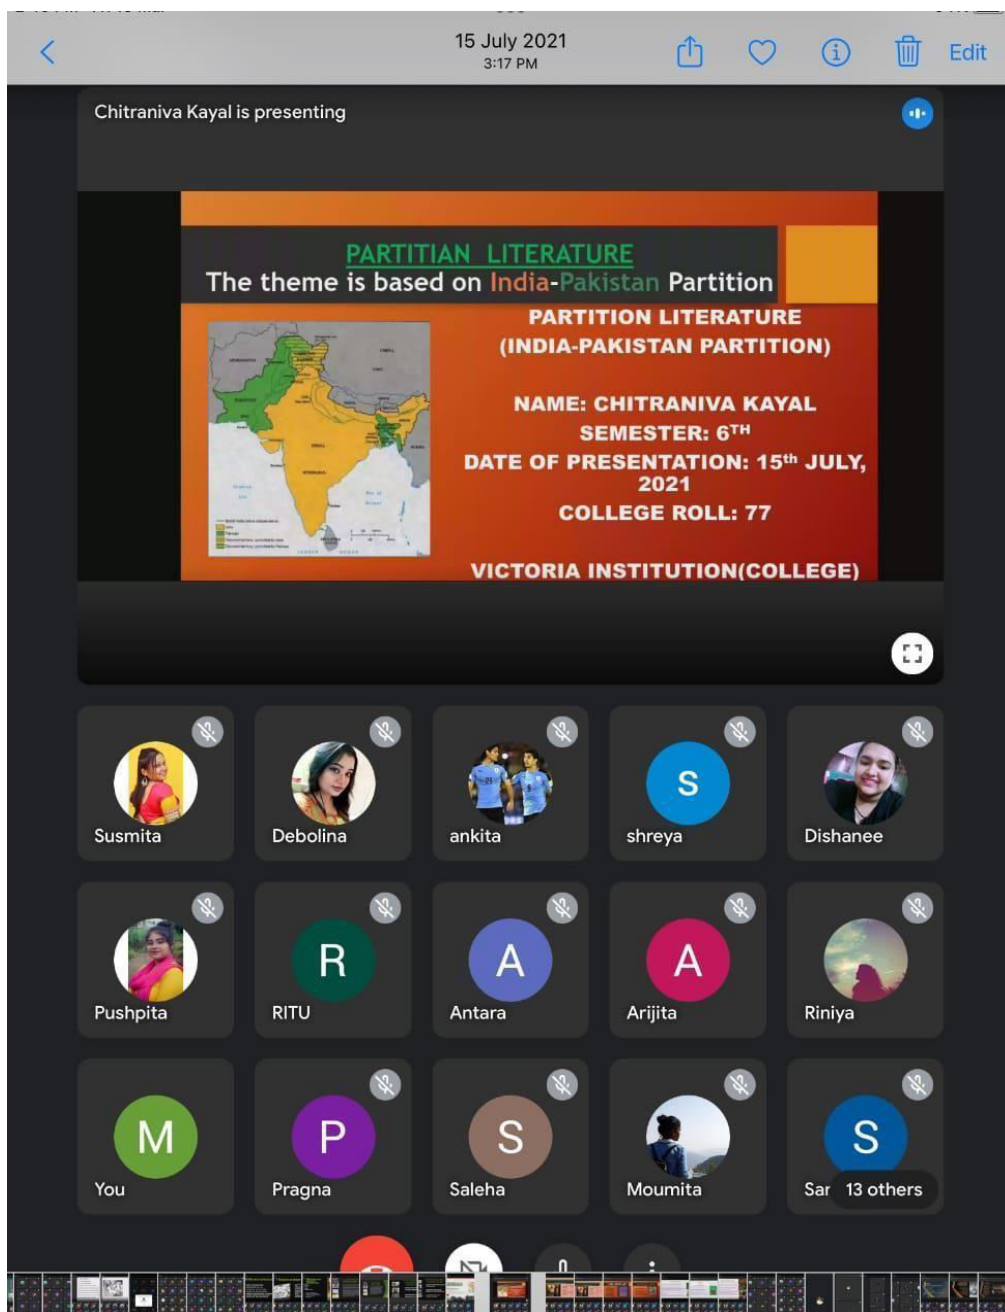 15 July 2021
3:17 PM
Edit
Chitraniva Kayal is presenting
PARTITIAN LITERATURE
The theme is based on India-Pakistan Partition
PARTITION LITERATURE
(INDIA-PAKISTAN PARTITION)
NAME: CHITRANIVA KAYAL
SEMESTER: 6TH
DATE OF PRESENTATION: 15th JULY,
2021
COLLEGE ROLL: 77
VICTORIA INSTITUTION(COLLEGE)
Susmita
Debolina
ankita
S
shreya
Dishanee
Pushpita
R
RITU
A
Antara
A
Arijita
Riniya
M
You
P
Pragna
S
Saleha
Moumita
S
Sar
13 others